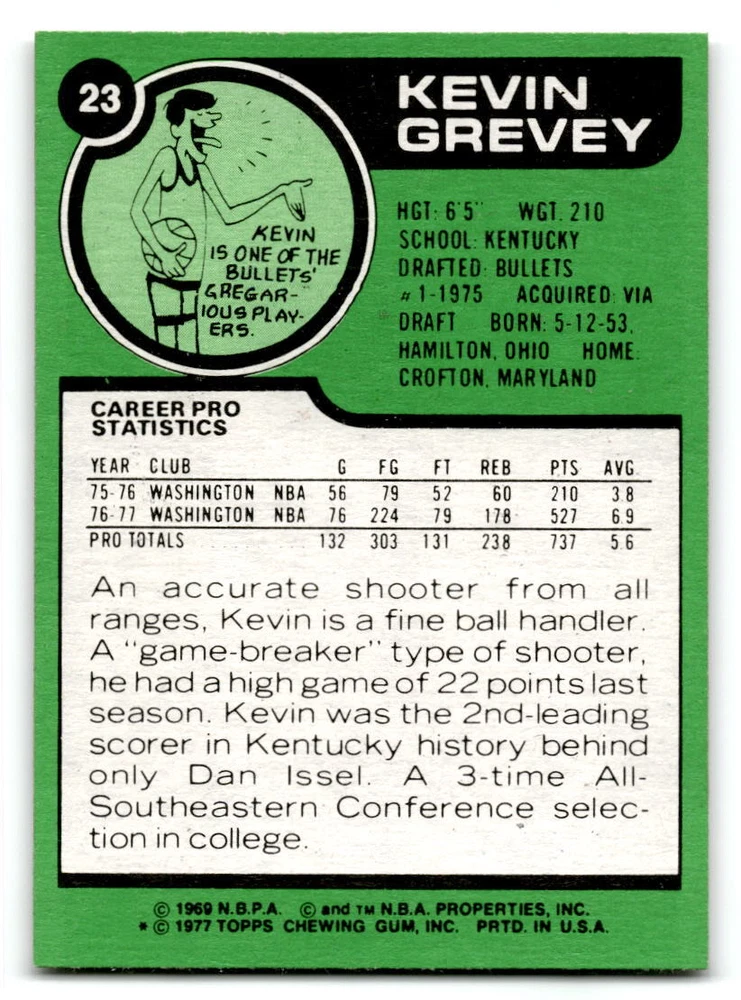 23
KEVIN
GREVEY
KEVIN
IS ONE OF THE
BULLETS'
GREGAR-
IOUS PLAY-
ERS.
HGT: 6'5" WGT. 210
SCHOOL: KENTUCKY
DRAFTED: BULLETS
#1-1975 ACQUIRED: VIA
DRAFT BORN: 5-12-53,
HAMILTON, OHIO HOME:
CROFTON, MARYLAND
CAREER PRO
STATISTICS
YEAR CLUB G FG FT REB PTS AVG.
75-76 WASHINGTON NBA 56 79 52 60 210 3.8
76-77 WASHINGTON NBA 76 224 79 178 527 6.9
PRO TOTALS 132 303 131 238 737 5.6
An accurate shooter from all
ranges, Kevin is a fine ball handler.
A "game-breaker" type of shooter,
he had a high game of 22 points last
season. Kevin was the 2nd-leading
scorer in Kentucky history behind
only Dan Issel. A 3-time All-
Southeastern Conference selec-
tion in college.
© 1969 N.B.P.A. © and TM N.B.A. PROPERTIES, INC.
* © 1977 TOPPS CHEWING GUM, INC. PRTD. IN U.S.A.